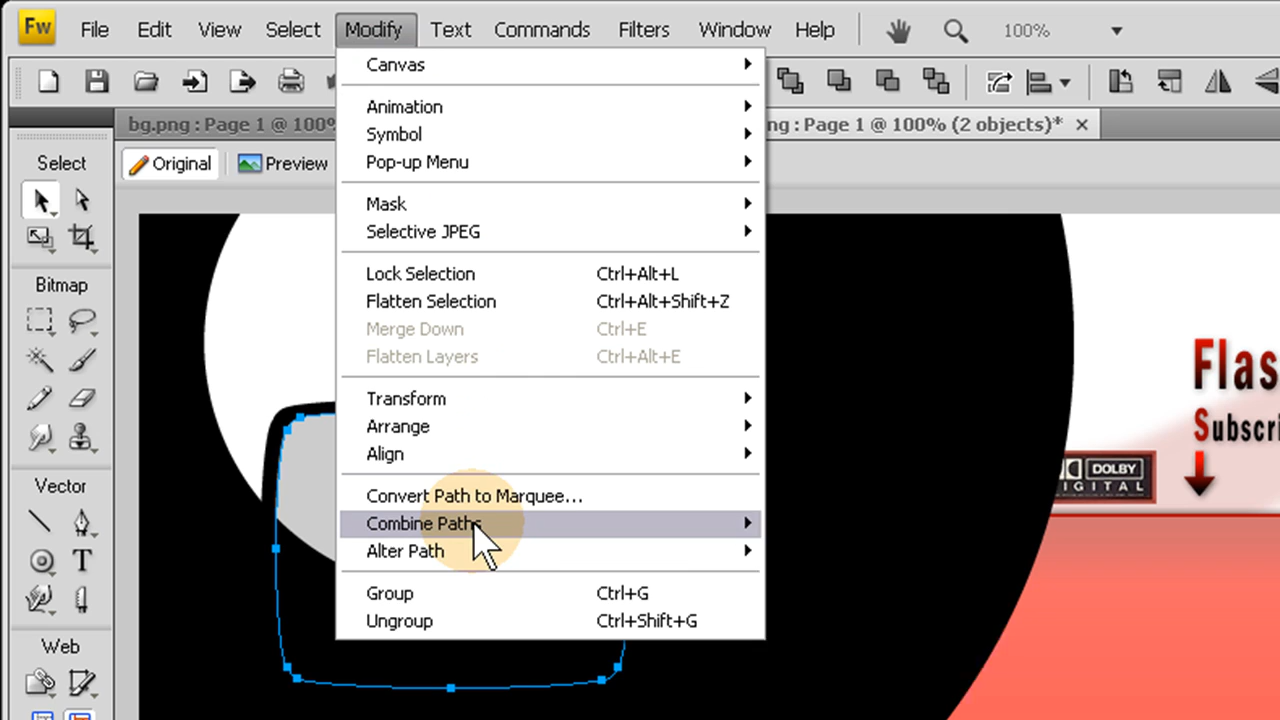 Fw File Edit View Select Modify Text Commands Filters Window Help 100%
bg.png : Page 1 @ 100%
ng : Page 1 @ 100% (2 objects)*
Select
Original Preview
Canvas
Animation
Symbol
Pop-up Menu
Mask
Selective JPEG
Lock Selection Ctrl+Alt+L
Flatten Selection Ctrl+Alt+Shift+Z
Merge Down Ctrl+E
Flatten Layers Ctrl+Alt+E
Transform
Arrange
Align
Convert Path to Marquee...
Combine Paths
Alter Path
Group Ctrl+G
Ungroup Ctrl+Shift+G
Bitmap
Vector
T
Web
Flas
Subscri
DOLBY
DIGITAL